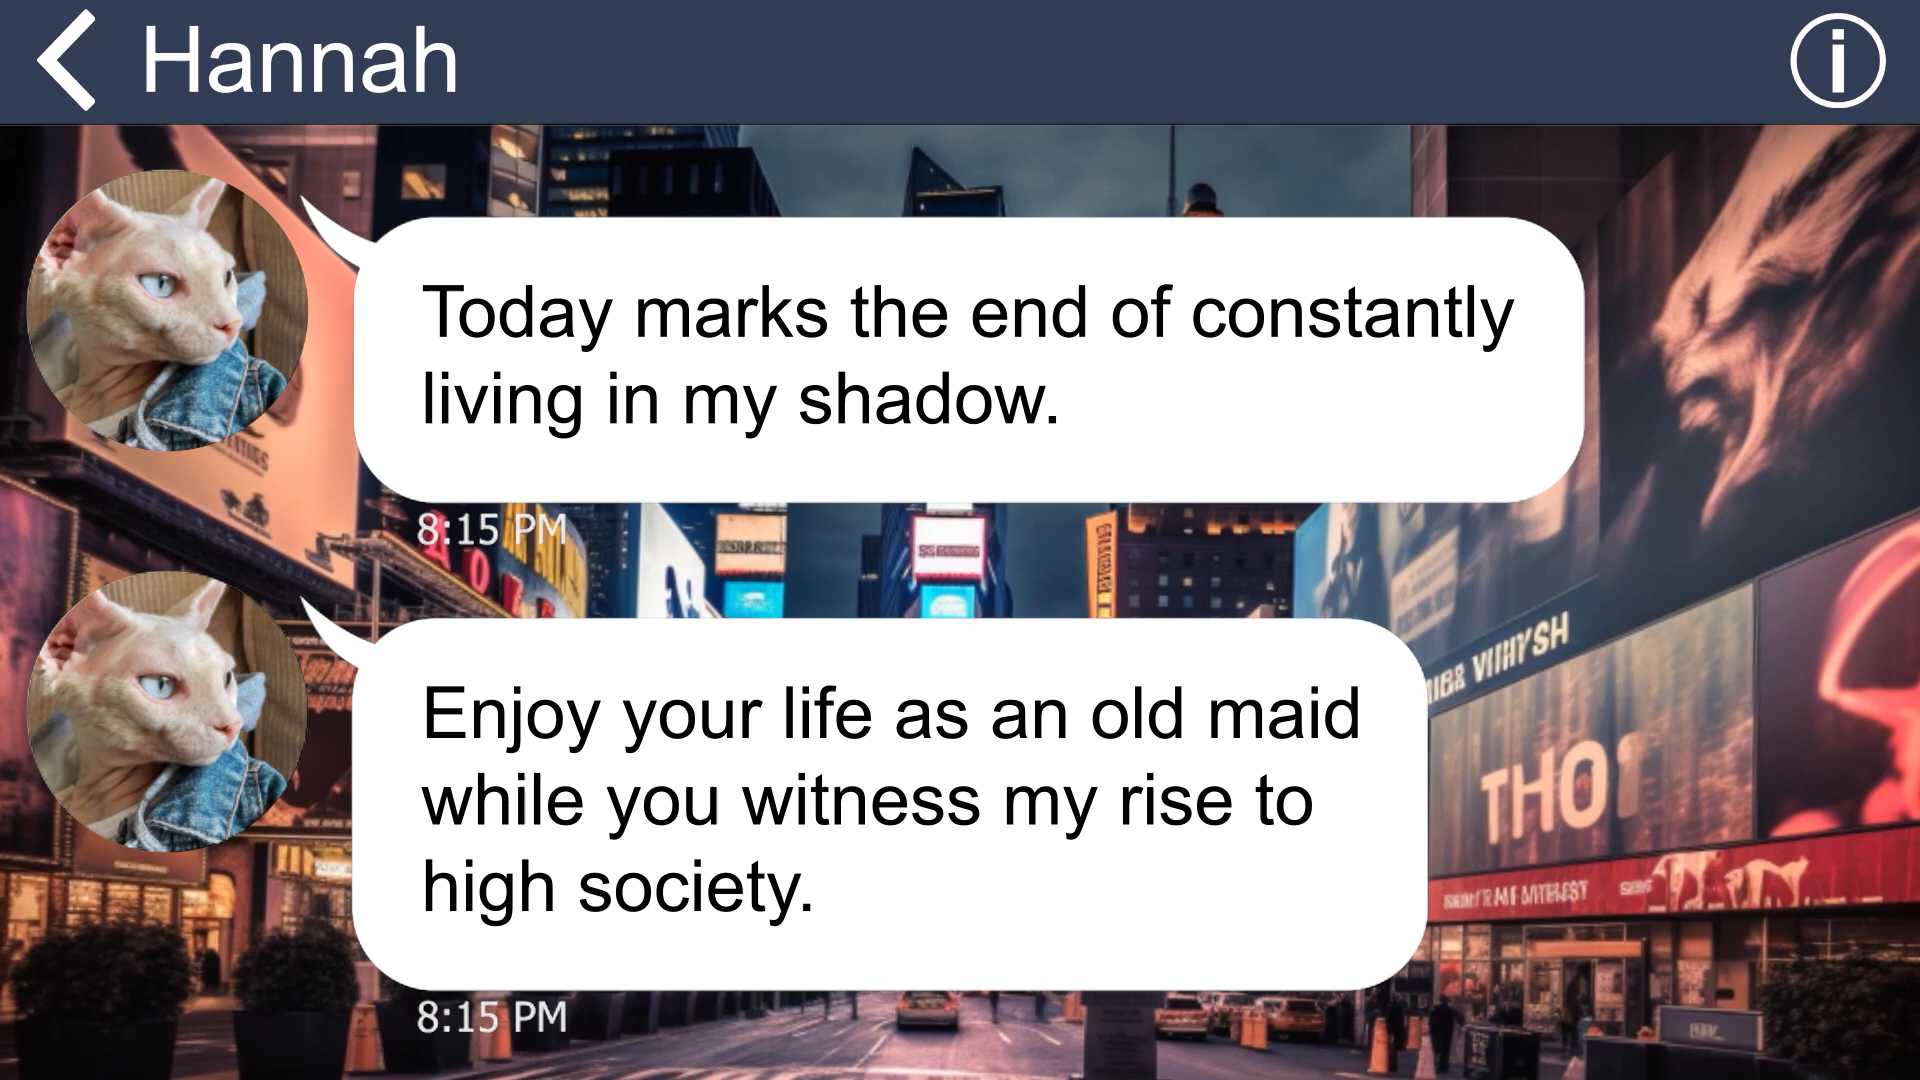 Hannah
Today marks the end of constantly
living in my shadow.
8:15 PM
Enjoy your life as an old maid
while you witness my rise to
high society.
8:15 PM
THO